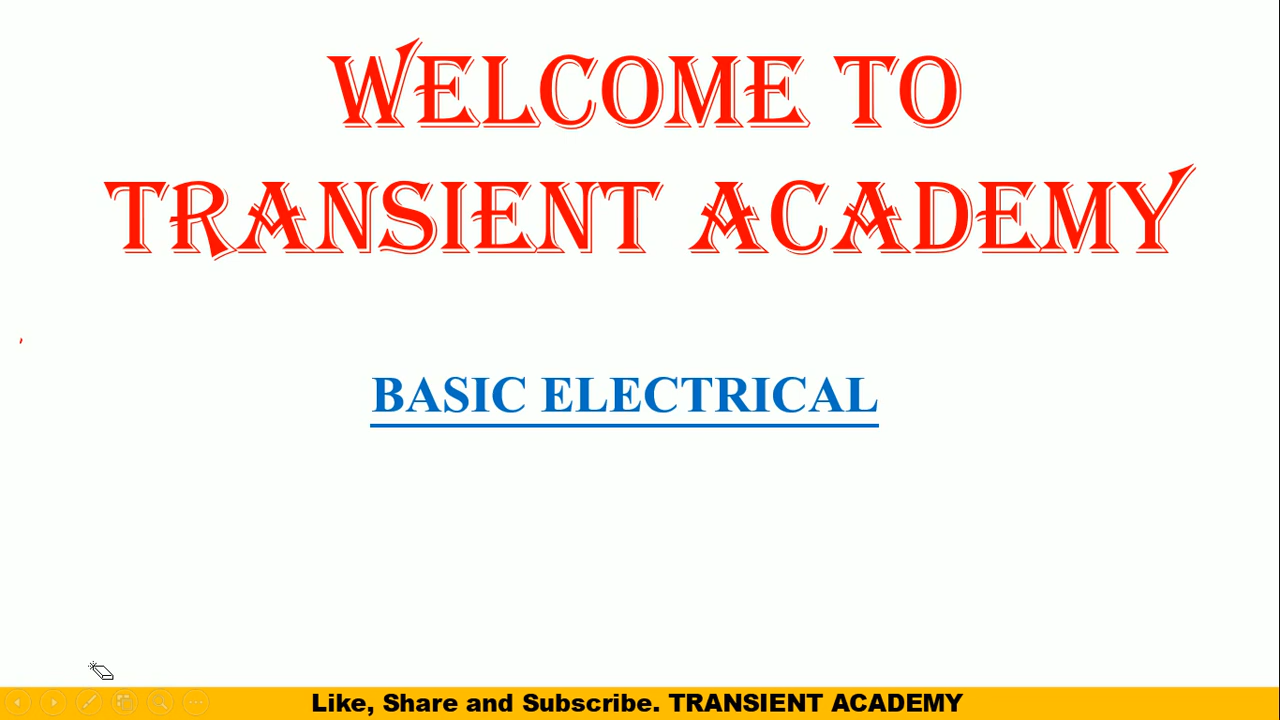 WELCOME TO
TRANSIENT ACADEMY
BASIC ELECTRICAL
Like, Share and Subscribe. TRANSIENT ACADEMY